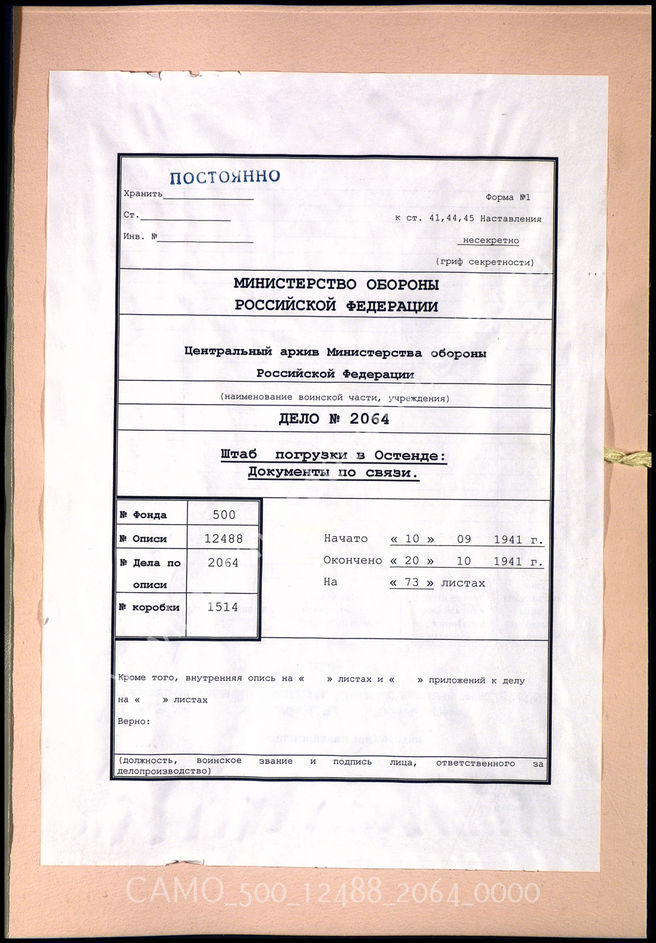 ПОСТОЯННО
Хранить
Форма №1
Ст.
к ст. 41,44,45 Наставления
Инв. №
несекретно
(гриф секретности)
МИНИСТЕРСТВО ОБОРОНЫ
РОССИЙСКОЙ ФЕДЕРАЦИИ
Центральный архив Министерства обороны
Российской Федерации
(наименование воинской части, учреждения)
ДЕЛО № 2064
Штаб погрузки в Остенде:
Документы по связи.
№ Фонда 500
№ Описи 12488
№ Дела по 2064
описи
№ коробки 1514
Начато « 10 » 09 1941 г.
Окончено « 20 » 10 1941 г.
На « 73 » листах
Кроме того, внутренняя опись на « » листах и « » приложений к делу
на « » листах
Верно:
(должность, воинское звание и подпись лица, ответственного за
делопроизводство)
САМО_500_12488_2064_0000